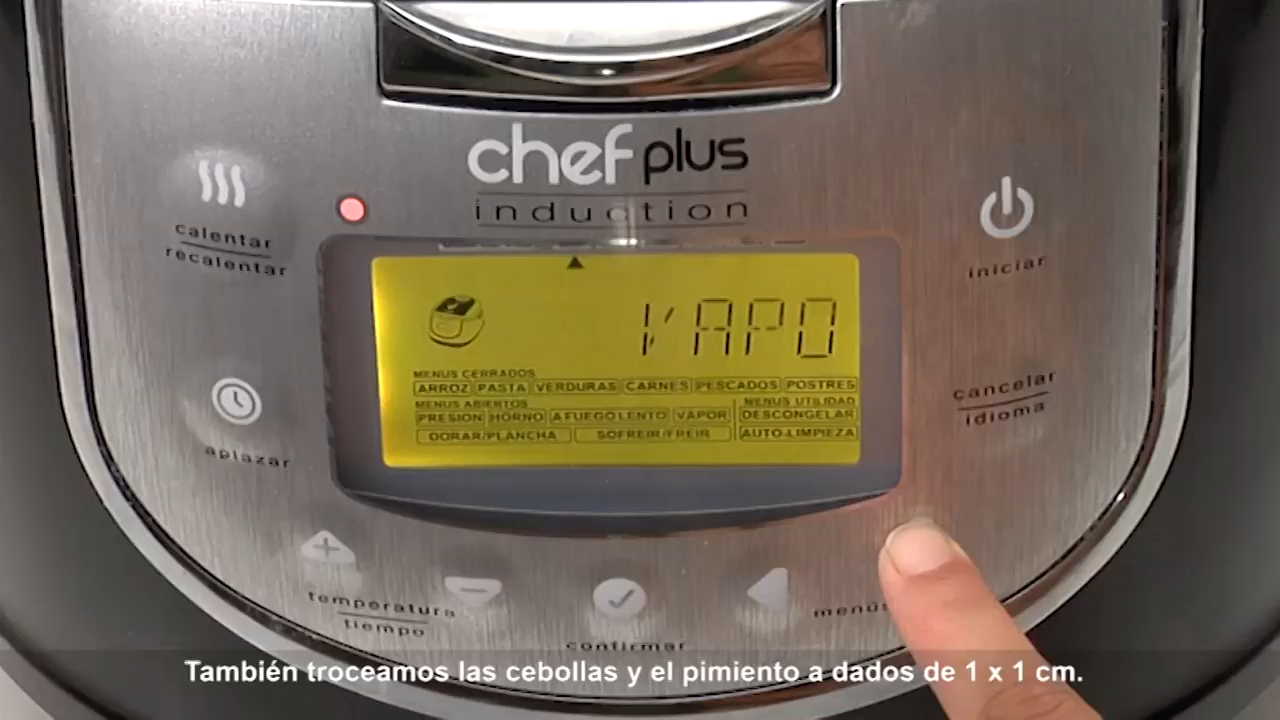 chef plus
induction
calentar
recalentar
iniciar
VAPO
MENUS CERRADOS
ARROZ PASTA VERDURAS CARNES PESCADOS POSTRES
MENUS ABIERTOS MENUS UTILIDAD
PRESION HORNO A FUEGO LENTO VAPOR DESCONGELAR
DORAR/PLANCHA SOFREIR/FREIR AUTO-LIMPIEZA
cancelar
idioma
aplazar
temperatura
tiempo
confirmar
menús
También troceamos las cebollas y el pimiento a dados de 1 x 1 cm.